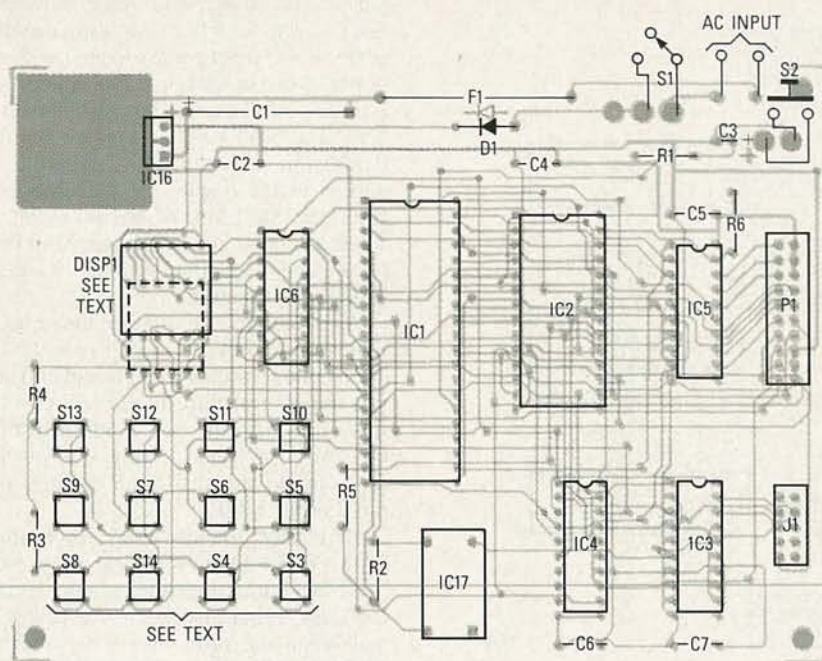 AC INPUT
S1
S2
+
C1
F1
D1
C3
+
IC16
C2
C4
R1
C5
R6
DISP1
SEE
TEXT
IC6
IC1
IC2
IC5
P1
R4
S13
S12
S11
S10
R5
S9
S7
S6
S5
R3
R2
IC17
IC4
IC3
J1
S8
S14
S4
S3
SEE TEXT
C6
C7